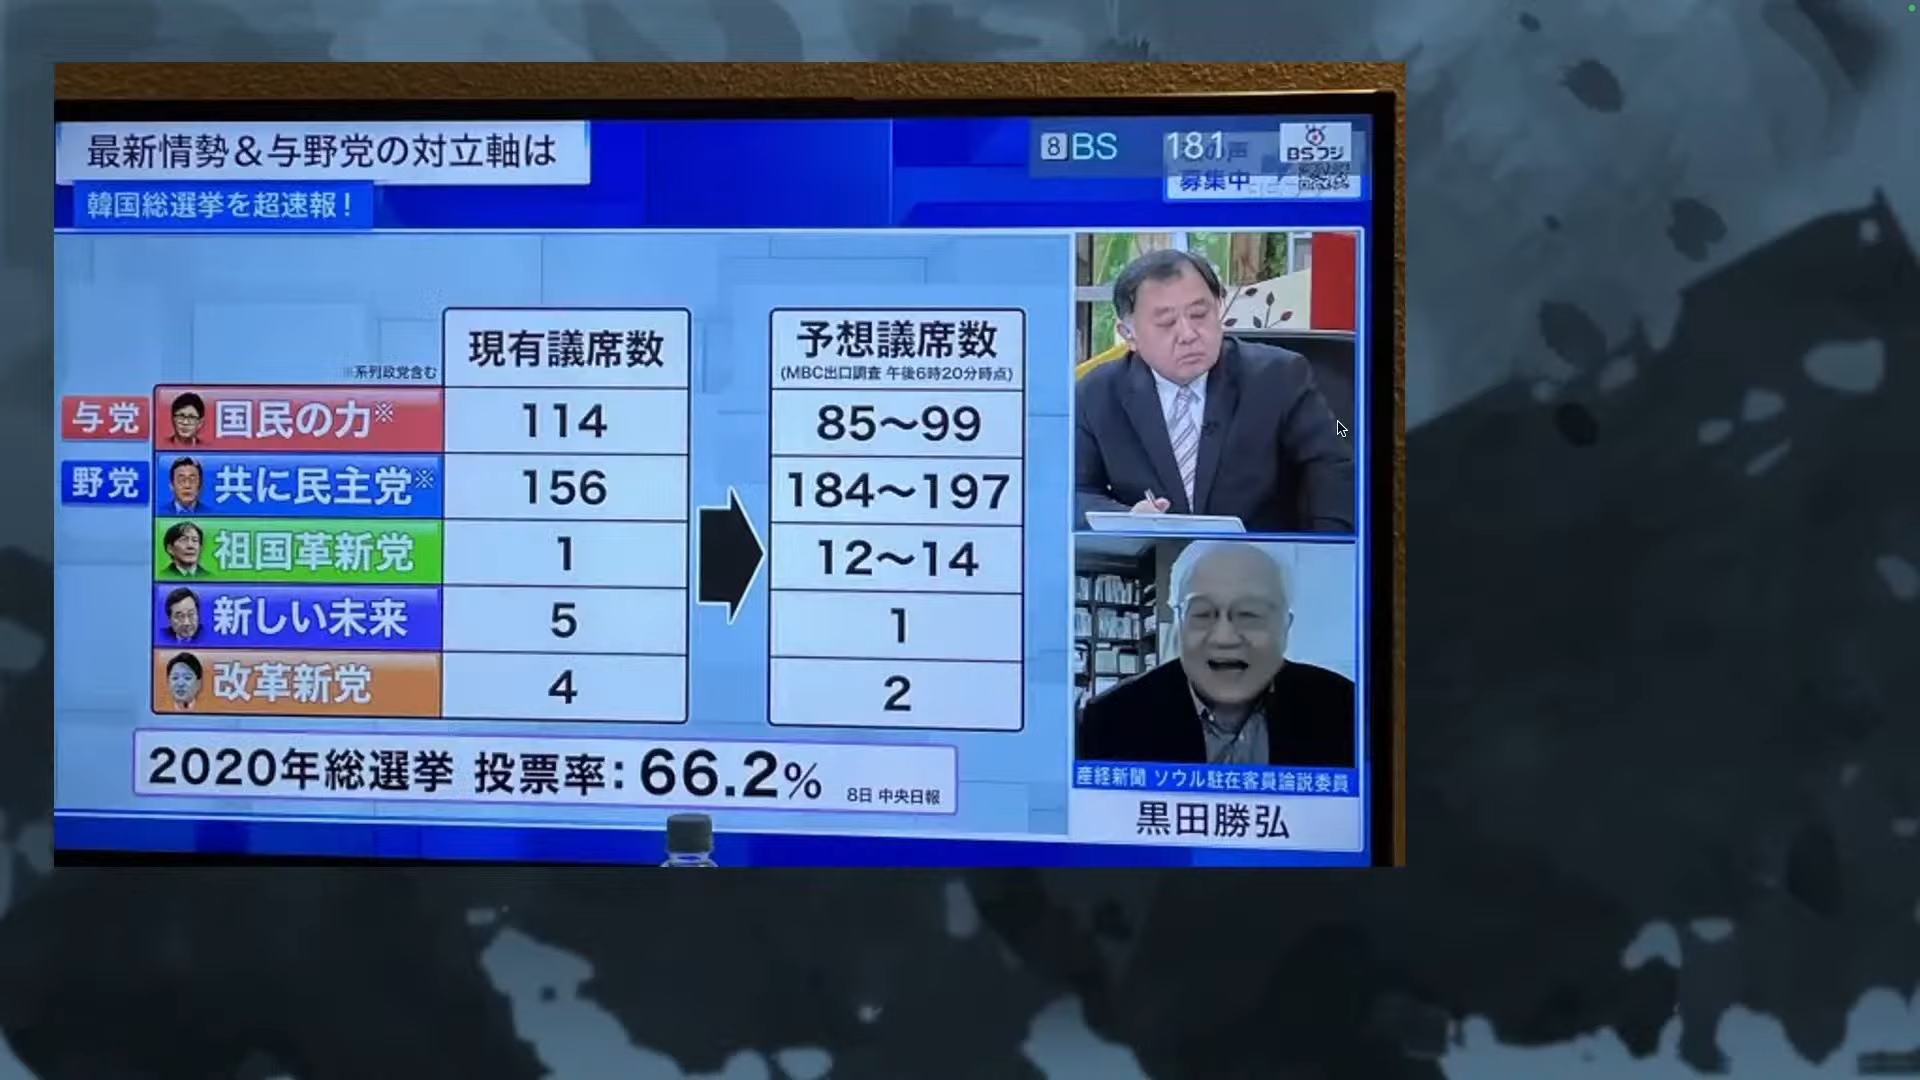 最新情勢&与野党の対立軸は
韓国総選挙を超速報!
8 BS 181
BSフジ
の声
募集中
現有議席数
予想議席数
※系列政党含む
(MBC出口調査 午後6時20分時点)
与党 国民の力※ 114 85〜99
野党 共に民主党※ 156 184〜197
祖国革新党 1 12〜14
新しい未来 5 1
改革新党 4 2
2020年総選挙 投票率:66.2%
8日 中央日報
産経新聞 ソウル駐在客員論説委員
黒田勝弘